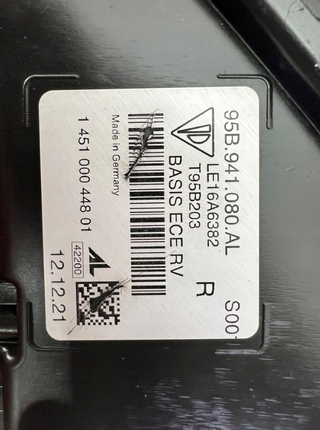 95B.941.080.AL S00
LE16A6382
T95B203 R
BASIS ECE RV
Made in Germany
1 451 000 448 01
AL 42200
12.12.21